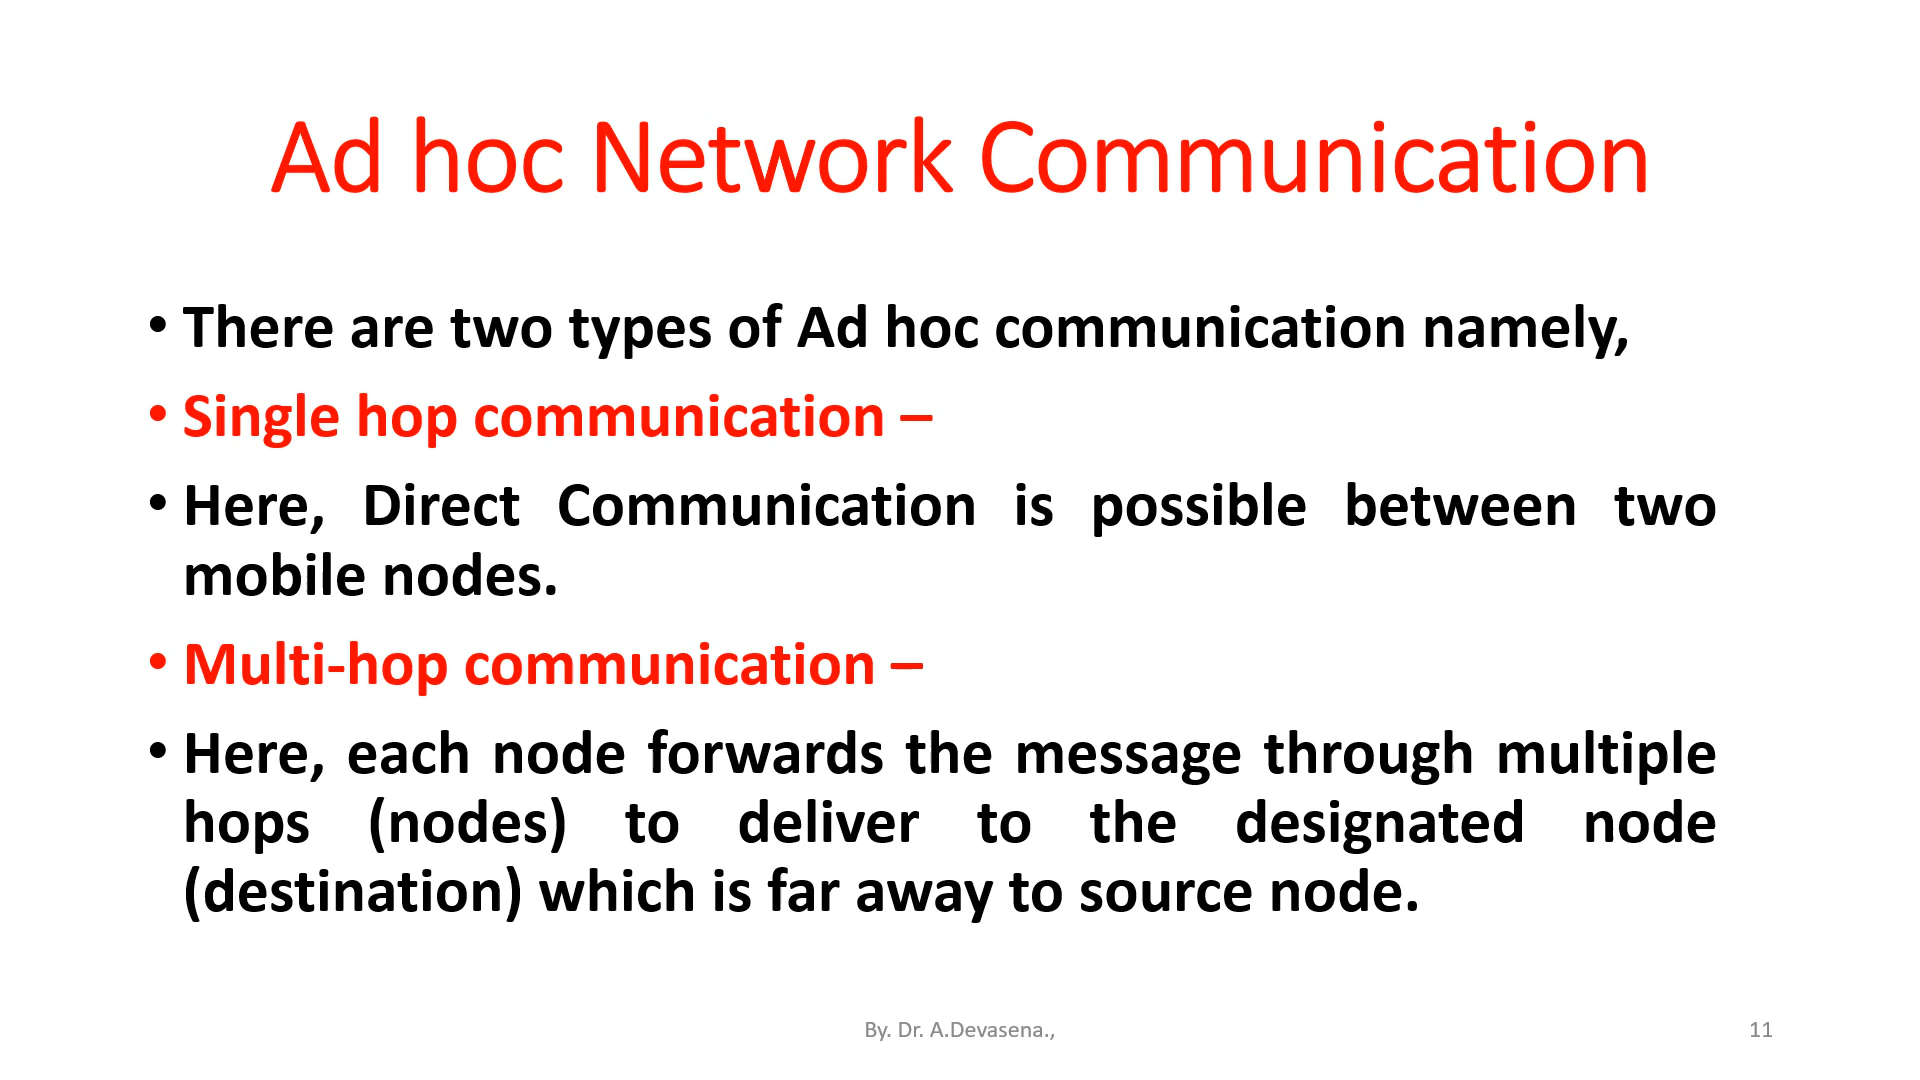 Ad hoc Network Communication
• There are two types of Ad hoc communication namely,
• Single hop communication –
• Here, Direct Communication is possible between two
mobile nodes.
• Multi-hop communication –
• Here, each node forwards the message through multiple
hops (nodes) to deliver to the designated node
(destination) which is far away to source node.
By. Dr. A.Devasena.,
11